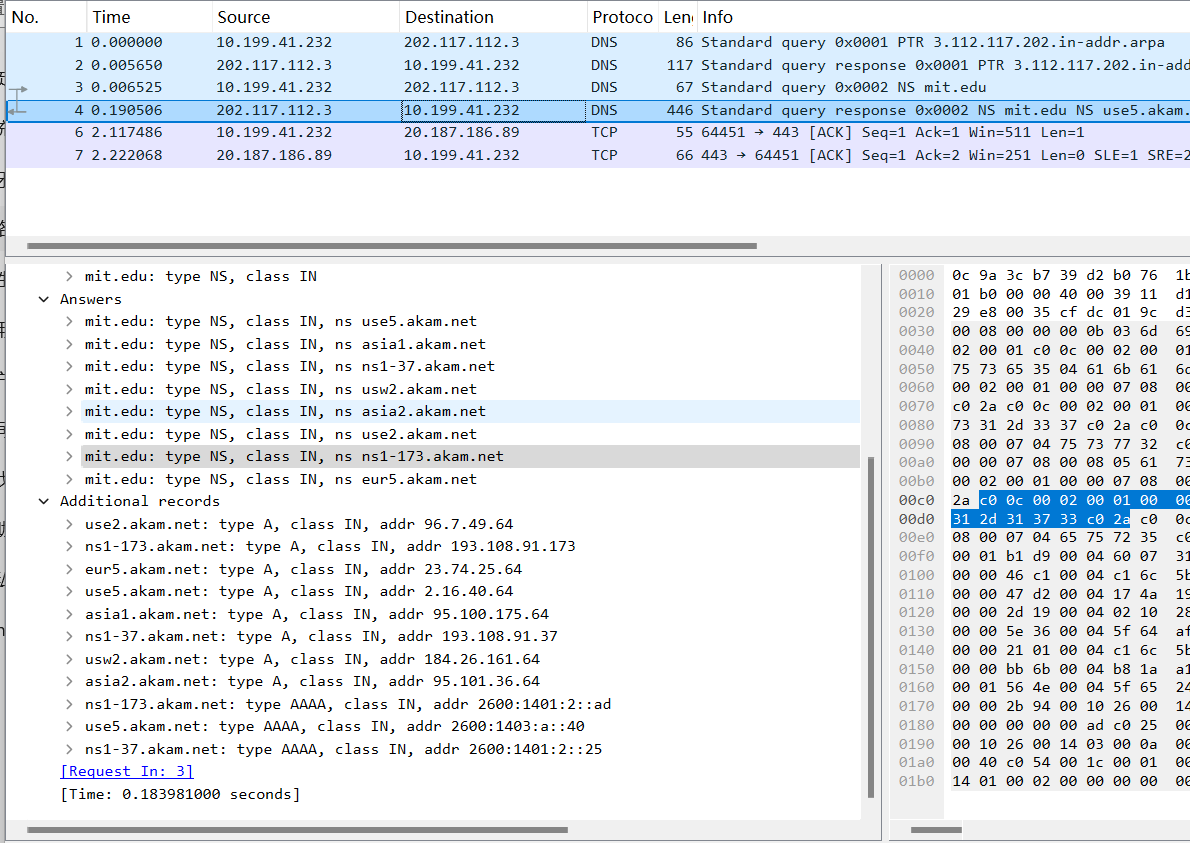 No. Time Source Destination Protoco Len Info
1 0.000000 10.199.41.232 202.117.112.3 DNS 86 Standard query 0x0001 PTR 3.112.117.202.in-addr.arpa
2 0.005650 202.117.112.3 10.199.41.232 DNS 117 Standard query response 0x0001 PTR 3.112.117.202.in-add
3 0.006525 10.199.41.232 202.117.112.3 DNS 67 Standard query 0x0002 NS mit.edu
4 0.190506 202.117.112.3 10.199.41.232 DNS 446 Standard query response 0x0002 NS mit.edu NS use5.akam.
6 2.117486 10.199.41.232 20.187.186.89 TCP 55 64451 → 443 [ACK] Seq=1 Ack=1 Win=511 Len=1
7 2.222068 20.187.186.89 10.199.41.232 TCP 66 443 → 64451 [ACK] Seq=1 Ack=2 Win=251 Len=0 SLE=1 SRE=2
mit.edu: type NS, class IN
Answers
mit.edu: type NS, class IN, ns use5.akam.net
mit.edu: type NS, class IN, ns asia1.akam.net
mit.edu: type NS, class IN, ns ns1-37.akam.net
mit.edu: type NS, class IN, ns usw2.akam.net
mit.edu: type NS, class IN, ns asia2.akam.net
mit.edu: type NS, class IN, ns use2.akam.net
mit.edu: type NS, class IN, ns ns1-173.akam.net
mit.edu: type NS, class IN, ns eur5.akam.net
Additional records
use2.akam.net: type A, class IN, addr 96.7.49.64
ns1-173.akam.net: type A, class IN, addr 193.108.91.173
eur5.akam.net: type A, class IN, addr 23.74.25.64
use5.akam.net: type A, class IN, addr 2.16.40.64
asia1.akam.net: type A, class IN, addr 95.100.175.64
ns1-37.akam.net: type A, class IN, addr 193.108.91.37
usw2.akam.net: type A, class IN, addr 184.26.161.64
asia2.akam.net: type A, class IN, addr 95.101.36.64
ns1-173.akam.net: type AAAA, class IN, addr 2600:1401:2::ad
use5.akam.net: type AAAA, class IN, addr 2600:1403:a::40
ns1-37.akam.net: type AAAA, class IN, addr 2600:1401:2::25
[Request In: 3]
[Time: 0.183981000 seconds]
0000 0c 9a 3c b7 39 d2 b0 76 1b
0010 01 b0 00 00 40 00 39 11 d1
0020 29 e8 00 35 cf dc 01 9c d3
0030 00 08 00 00 00 0b 03 6d 69
0040 02 00 01 c0 0c 00 02 00 01
0050 75 73 65 35 04 61 6b 61 6d
0060 00 02 00 01 00 00 07 08 00
0070 c0 2a c0 0c 00 02 00 01 00
0080 73 31 2d 33 37 c0 2a c0 0c
0090 08 00 07 04 75 73 77 32 c0
00a0 00 00 07 08 00 08 05 61 73
00b0 00 02 00 01 00 00 07 08 00
00c0 2a c0 0c 00 02 00 01 00 00
00d0 31 2d 31 37 33 c0 2a c0 0c
00e0 08 00 07 04 65 75 72 35 c0
00f0 00 01 b1 d9 00 04 60 07 31
0100 00 00 46 c1 00 04 c1 6c 5b
0110 00 00 47 d2 00 04 17 4a 19
0120 00 00 2d 19 00 04 02 10 28
0130 00 00 5e 36 00 04 5f 64 af
0140 00 00 21 01 00 04 c1 6c 5b
0150 00 00 bb 6b 00 04 b8 1a a1
0160 00 01 56 4e 00 04 5f 65 24
0170 00 00 2b 94 00 10 26 00 14
0180 00 00 00 00 00 ad c0 25 00
0190 00 10 26 00 14 03 00 0a 00
01a0 00 40 c0 54 00 1c 00 01 00
01b0 14 01 00 02 00 00 00 00 00